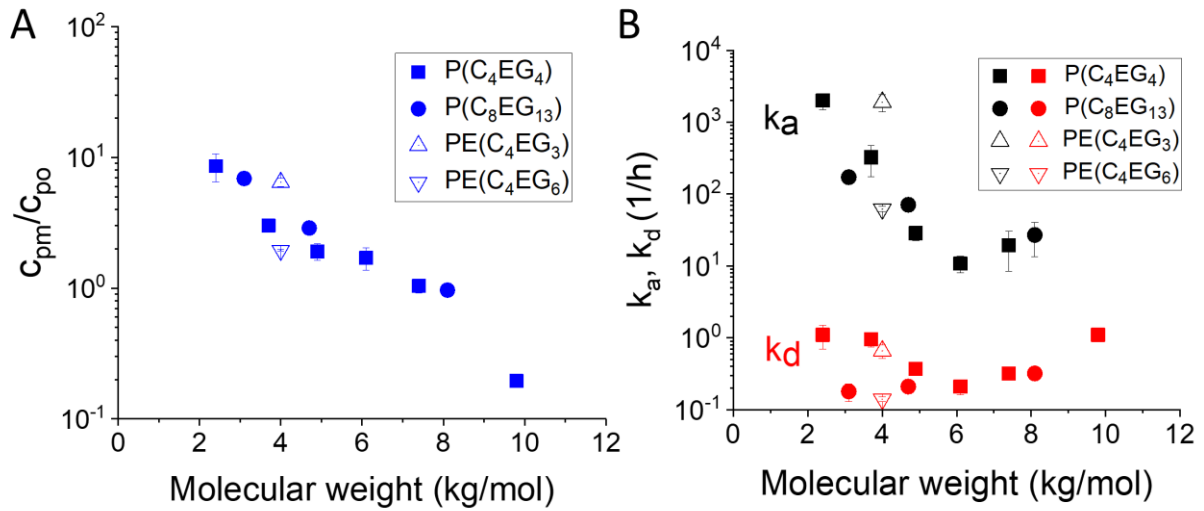 A
c_pm/c_po
10²
10¹
10⁰
10⁻¹
P(C₄EG₄)
P(C₈EG₁₃)
PE(C₄EG₃)
PE(C₄EG₆)
0 2 4 6 8 10 12
Molecular weight (kg/mol)
B
kₐ, k_d (1/h)
10⁴
10³
10²
10¹
10⁰
10⁻¹
kₐ
k_d
P(C₄EG₄)
P(C₈EG₁₃)
PE(C₄EG₃)
PE(C₄EG₆)
0 2 4 6 8 10 12
Molecular weight (kg/mol)